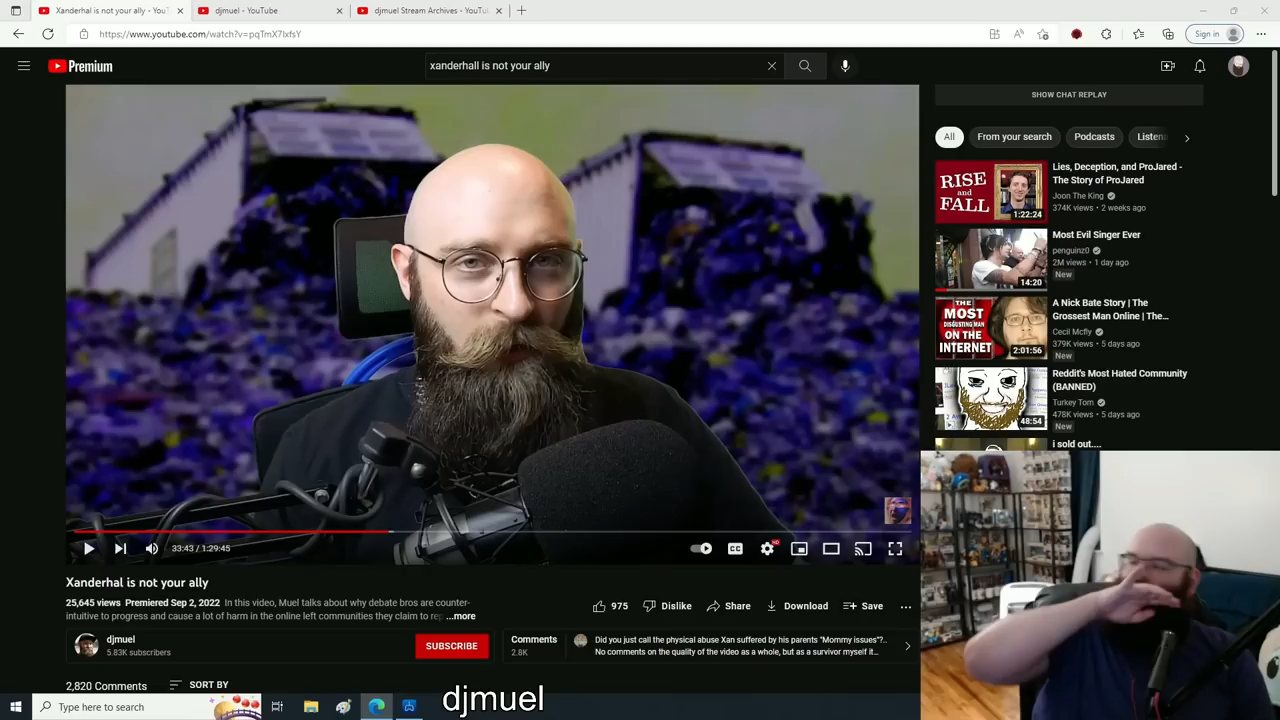 Xanderhal is not your ally - YouT
djmuel - YouTube
djmuel Stream Archives - YouTu
https://www.youtube.com/watch?v=pqTmX7IxfsY
Sign in
Premium
xanderhall is not your ally
SHOW CHAT REPLAY
All
From your search
Podcasts
Listena
RISE
and
FALL
1:22:24
Lies, Deception, and ProJared -
The Story of ProJared
Joon The King
374K views • 2 weeks ago
14:20
Most Evil Singer Ever
penguinz0
2M views • 1 day ago
New
THE
MOST
DISGUSTING MAN
ON THE
INTERNET
2:01:56
A Nick Bate Story | The
Grossest Man Online | The...
Cecil Mcfly
379K views • 5 days ago
New
48:54
Reddit's Most Hated Community
(BANNED)
Turkey Tom
478K views • 5 days ago
New
i sold out....
33:43 / 1:29:45
CC
HD
Xanderhal is not your ally
25,645 views Premiered Sep 2, 2022 In this video, Muel talks about why debate bros are counter-
intuitive to progress and cause a lot of harm in the online left communities they claim to rep ...more
975
Dislike
Share
Download
Save
djmuel
5.83K subscribers
SUBSCRIBE
Comments
2.8K
Did you just call the physical abuse Xan suffered by his parents "Mommy issues"?..
No comments on the quality of the video as a whole, but as a survivor myself it...
2,820 Comments
SORT BY
Type here to search
djmuel